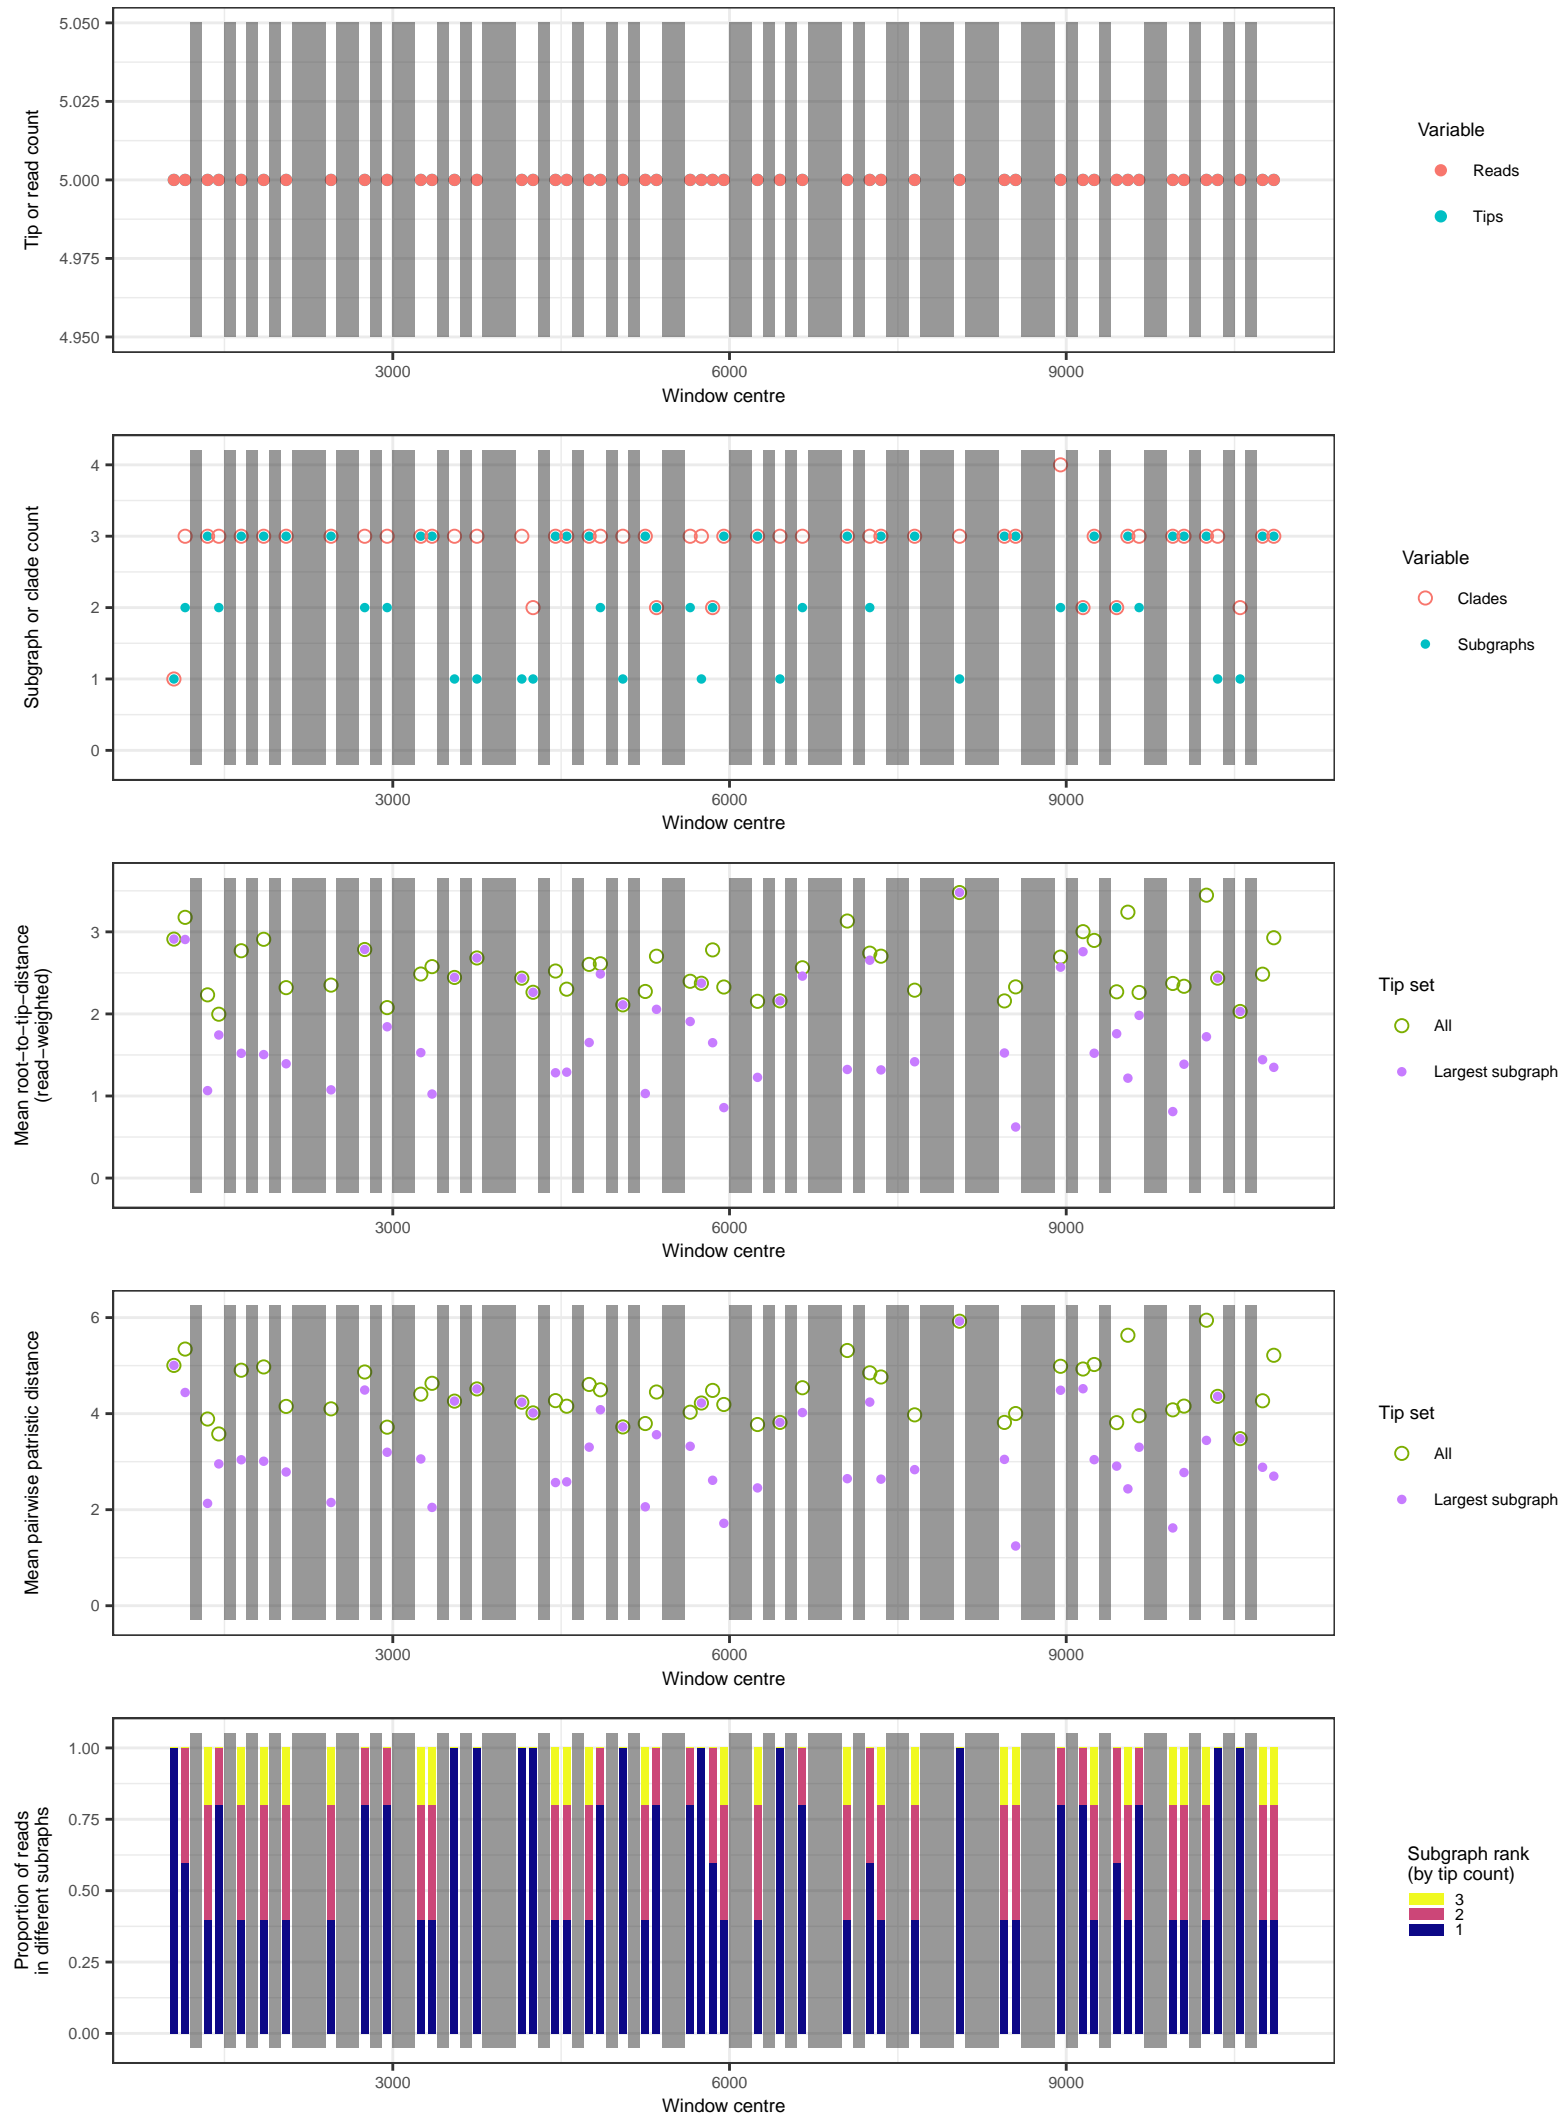 5.050
5.025
5.000
4.975
4.950
Tip or read count
3000 6000 9000
Window centre
Variable
Reads
Tips
4
3
2
1
0
Subgraph or clade count
3000 6000 9000
Window centre
Variable
Clades
Subgraphs
3
2
1
0
Mean root−to−tip−distance
(read−weighted)
3000 6000 9000
Window centre
Tip set
All
Largest subgraph
6
4
2
0
Mean pairwise patristic distance
3000 6000 9000
Window centre
Tip set
All
Largest subgraph
1.00
0.75
0.50
0.25
0.00
Proportion of reads
in different subraphs
3000 6000 9000
Window centre
Subgraph rank
(by tip count)
3
2
1